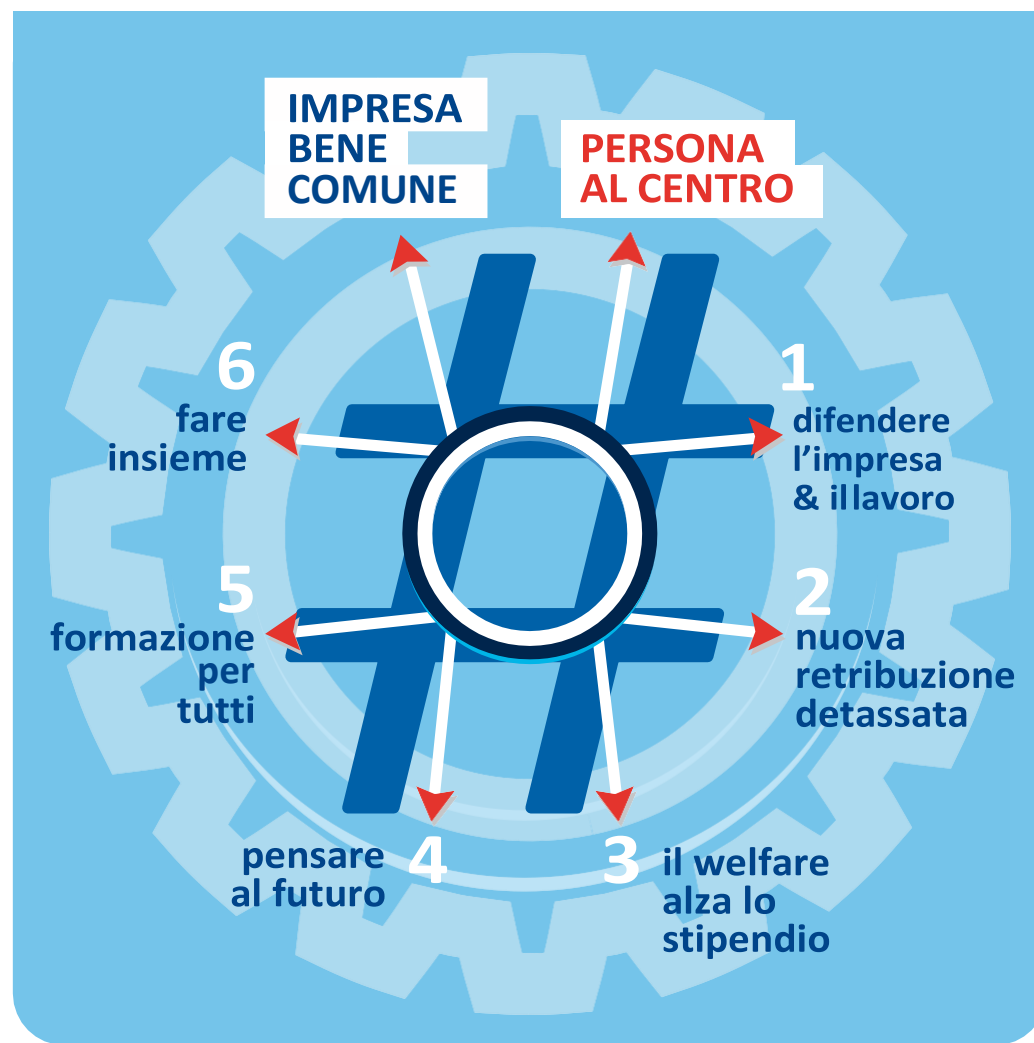 IMPRESA
BENE
COMUNE
PERSONA
AL CENTRO
1
difendere
l'impresa
& il lavoro
2
nuova
retribuzione
detassata
3
il welfare
alza lo
stipendio
4
pensare
al futuro
5
formazione
per
tutti
6
fare
insieme